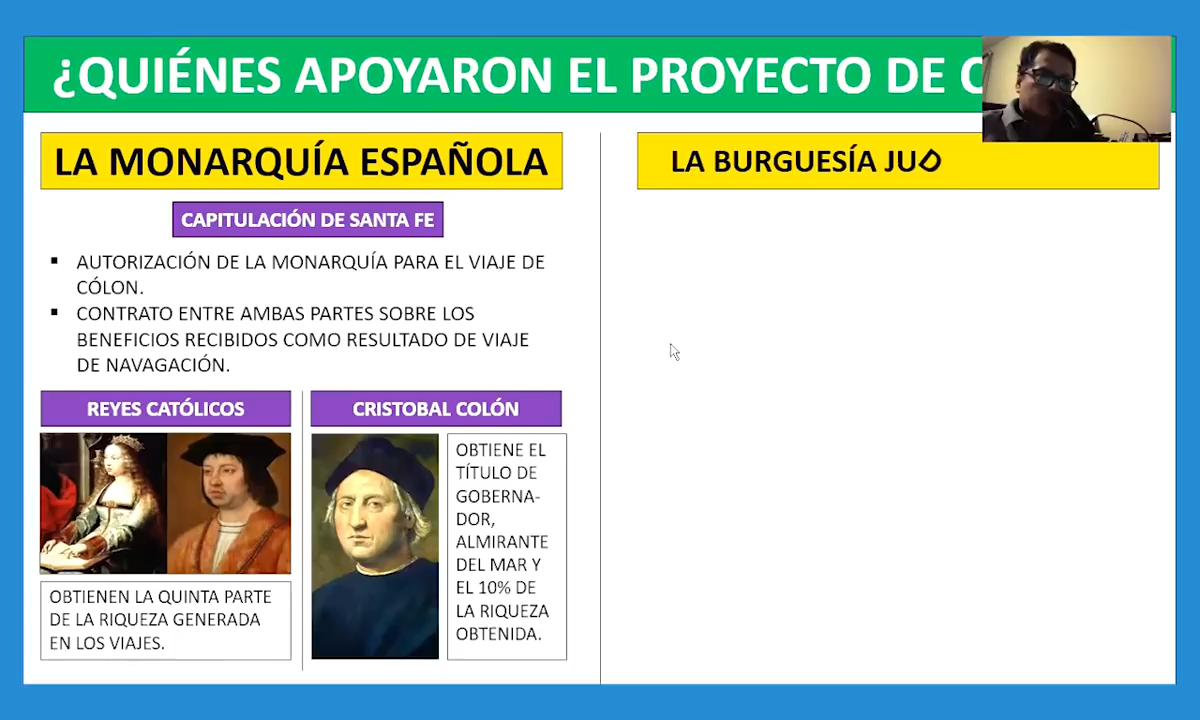 ¿QUIÉNES APOYARON EL PROYECTO DE
LA MONARQUÍA ESPAÑOLA
CAPITULACIÓN DE SANTA FE
▪ AUTORIZACIÓN DE LA MONARQUÍA PARA EL VIAJE DE
CÓLON.
▪ CONTRATO ENTRE AMBAS PARTES SOBRE LOS
BENEFICIOS RECIBIDOS COMO RESULTADO DE VIAJE
DE NAVAGACIÓN.
REYES CATÓLICOS
OBTIENEN LA QUINTA PARTE
DE LA RIQUEZA GENERADA
EN LOS VIAJES.
CRISTOBAL COLÓN
OBTIENE EL
TÍTULO DE
GOBERNA-
DOR,
ALMIRANTE
DEL MAR Y
EL 10% DE
LA RIQUEZA
OBTENIDA.
LA BURGUESÍA JUD